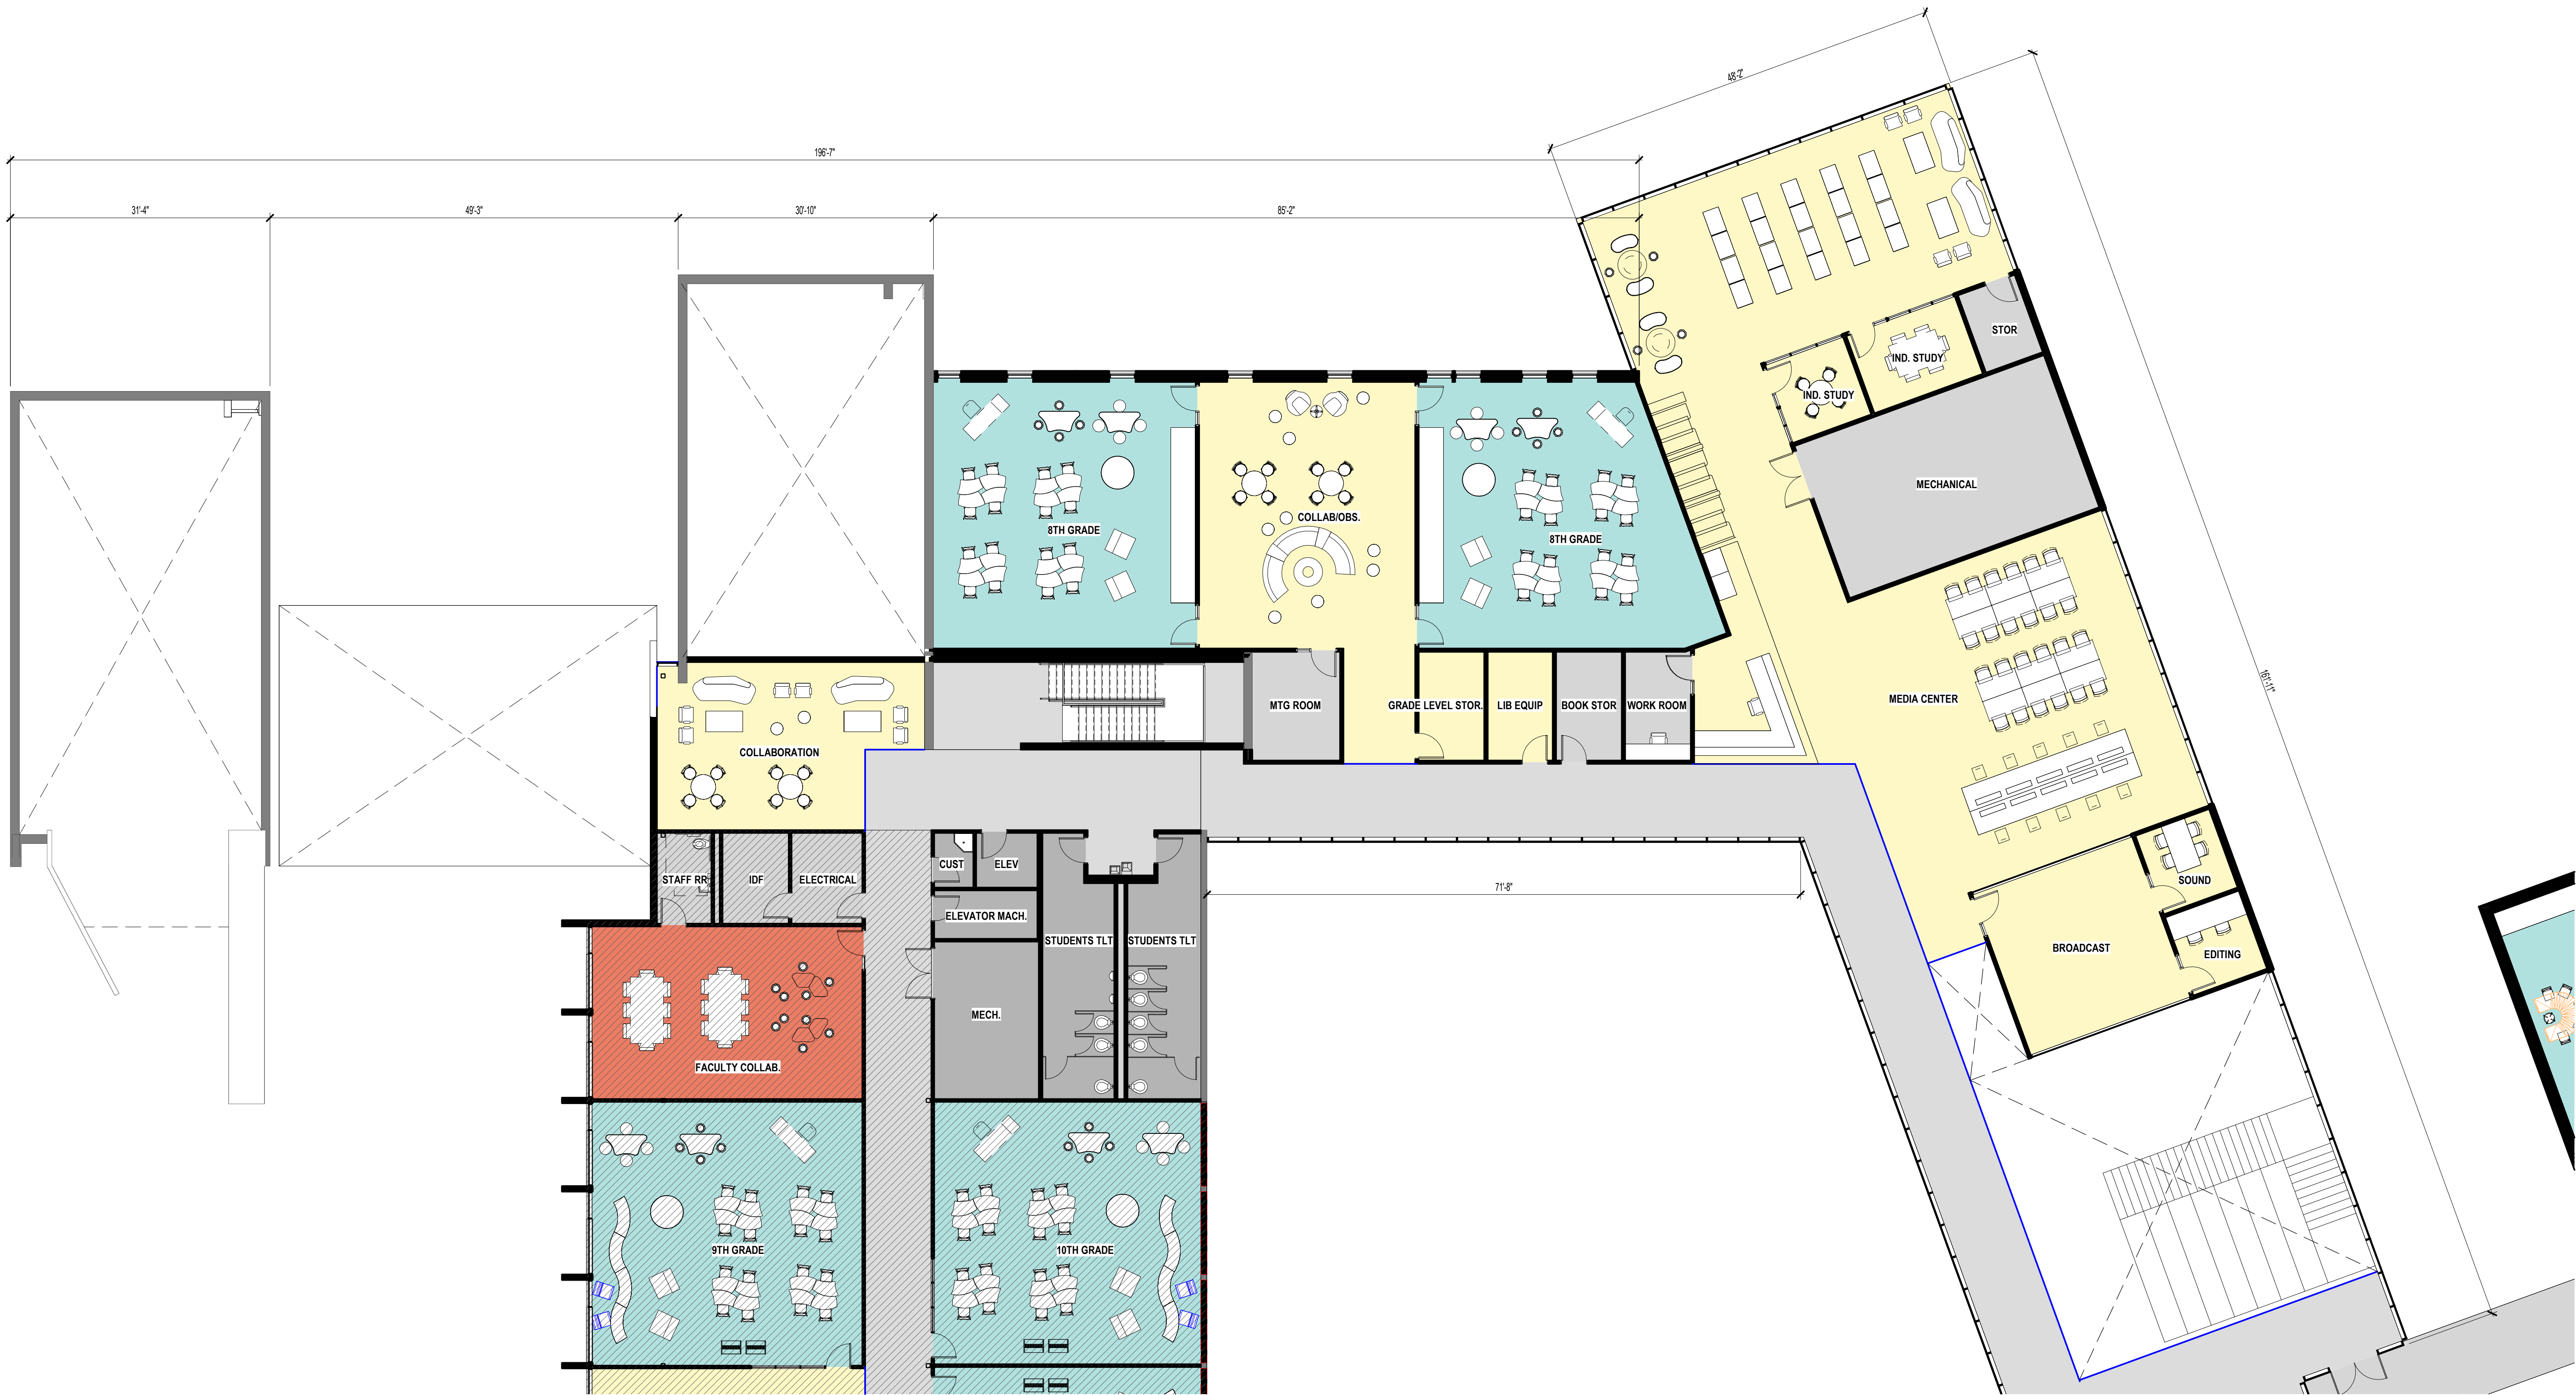 48'-2"
196'-7"
31'-4"
49'-3"
30'-10"
85'-2"
STOR
IND. STUDY
IND. STUDY
MECHANICAL
COLLAB/OBS.
8TH GRADE
8TH GRADE
161'-11"
MEDIA CENTER
MTG ROOM
GRADE LEVEL STOR.
LIB EQUIP
BOOK STOR
WORK ROOM
COLLABORATION
CUST
ELEV
STAFF RR
IDF
ELECTRICAL
71'-8"
SOUND
ELEVATOR MACH.
STUDENTS TLT
STUDENTS TLT
BROADCAST
EDITING
MECH.
FACULTY COLLAB.
9TH GRADE
10TH GRADE